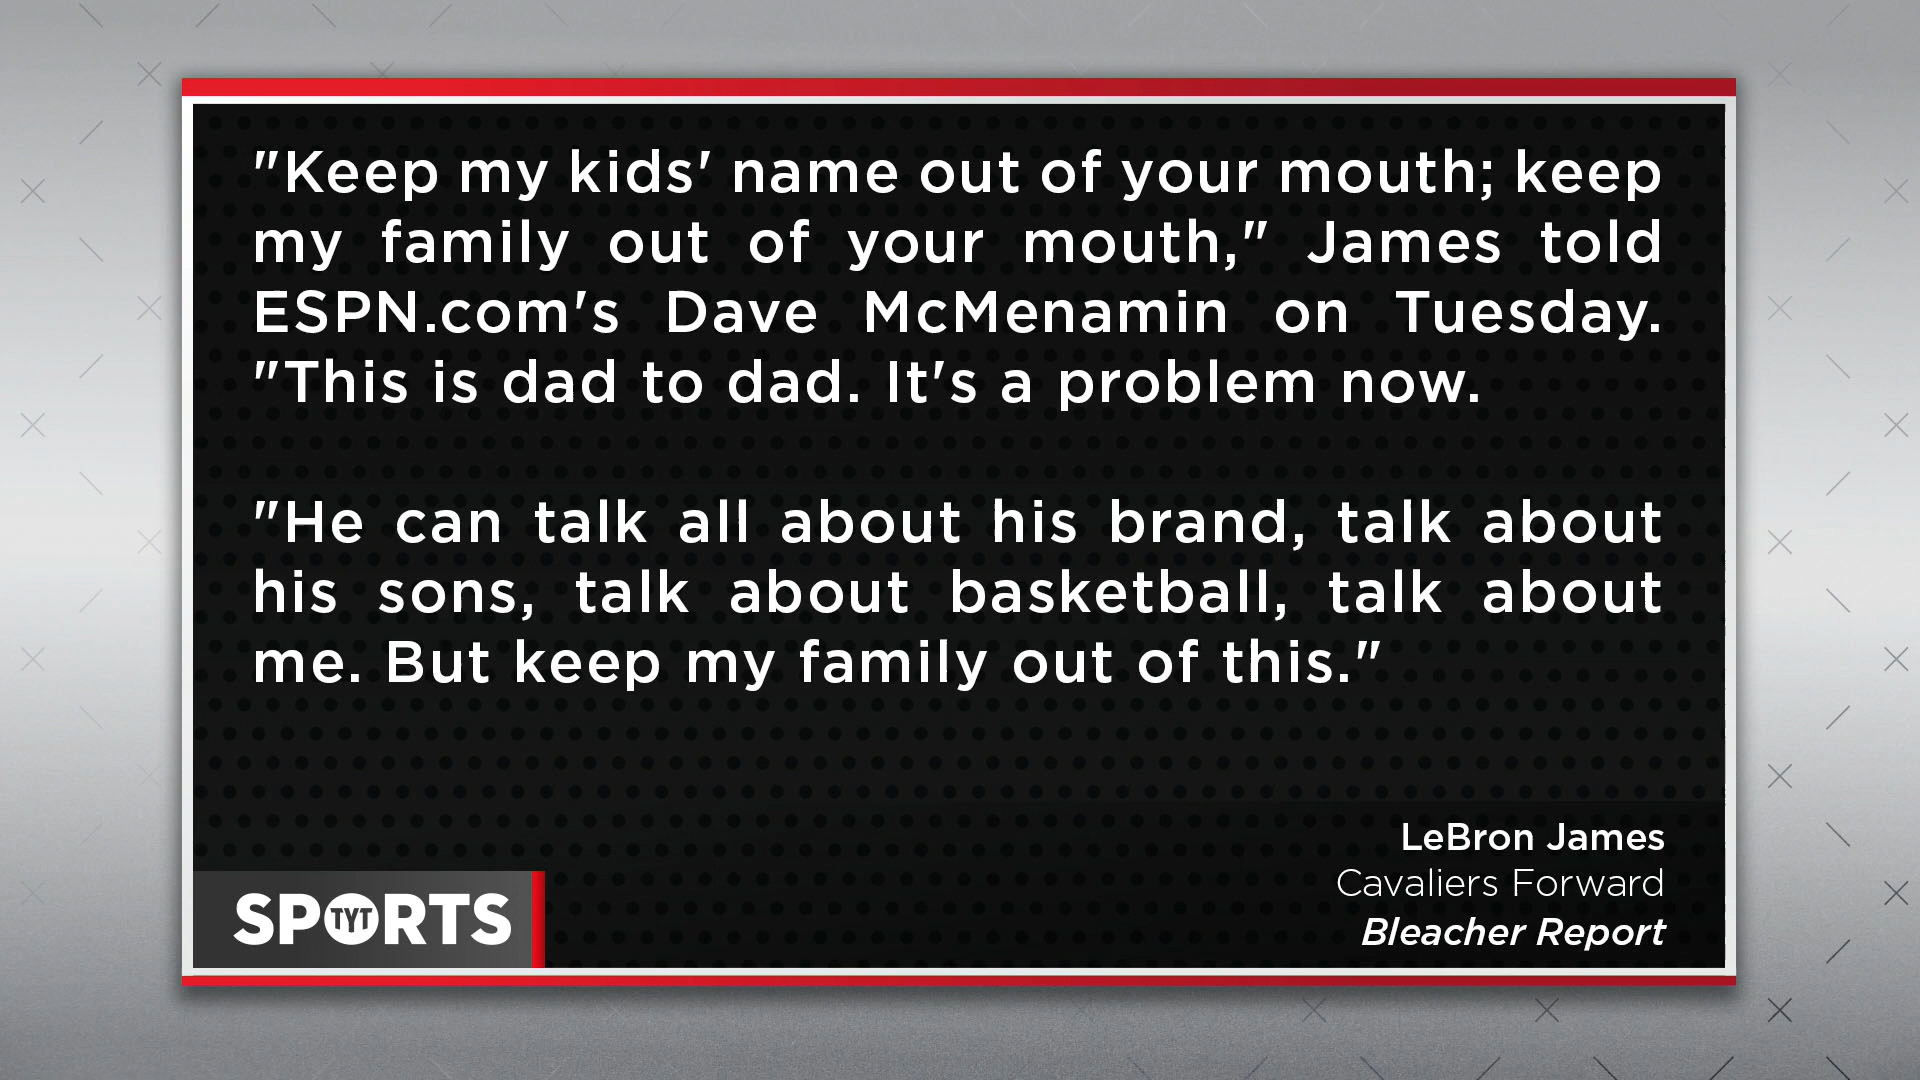 "Keep my kids' name out of your mouth; keep
my family out of your mouth," James told
ESPN.com's Dave McMenamin on Tuesday.
"This is dad to dad. It's a problem now.
"He can talk all about his brand, talk about
his sons, talk about basketball, talk about
me. But keep my family out of this."
LeBron James
Cavaliers Forward
Bleacher Report
SPORTS
TYT